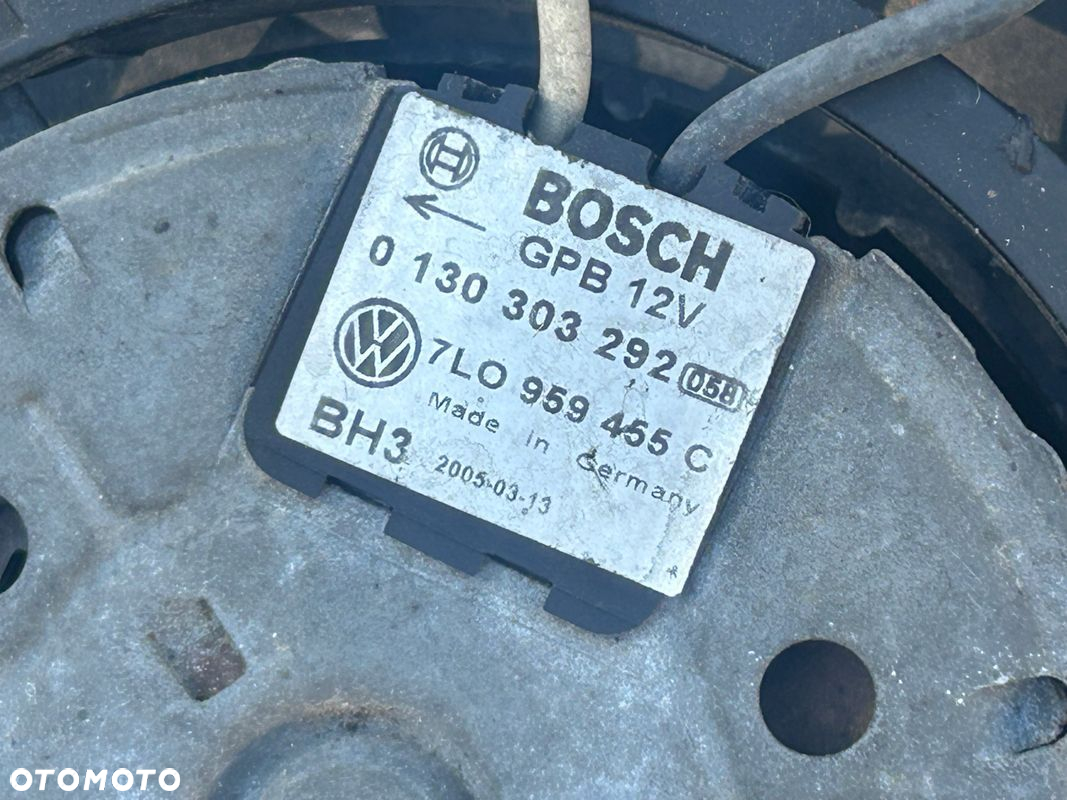 BOSCH
GPB 12V
0 130 303 292 058
7L0 959 455 C
Made in Germany
BH3 2005-03-13
OTOMOTO